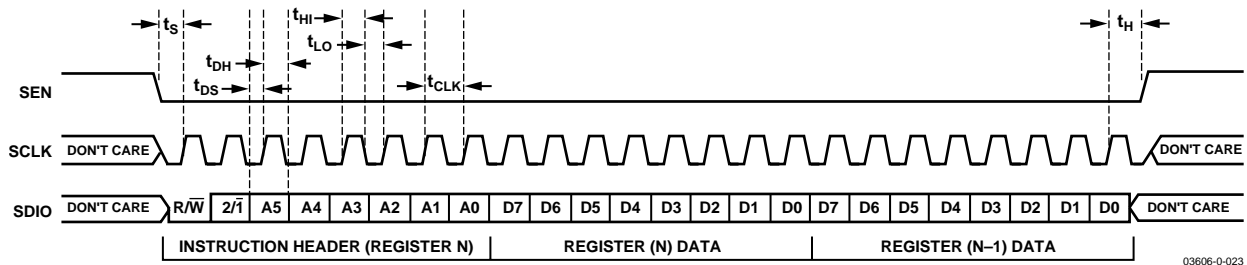 tS
tHI
tLO
tH
tDH
tDS
tCLK
SEN
SCLK DON'T CARE DON'T CARE
SDIO DON'T CARE R/W̅ 2/1̅ A5 A4 A3 A2 A1 A0 D7 D6 D5 D4 D3 D2 D1 D0 D7 D6 D5 D4 D3 D2 D1 D0 DON'T CARE
INSTRUCTION HEADER (REGISTER N) REGISTER (N) DATA REGISTER (N–1) DATA
03606-0-023